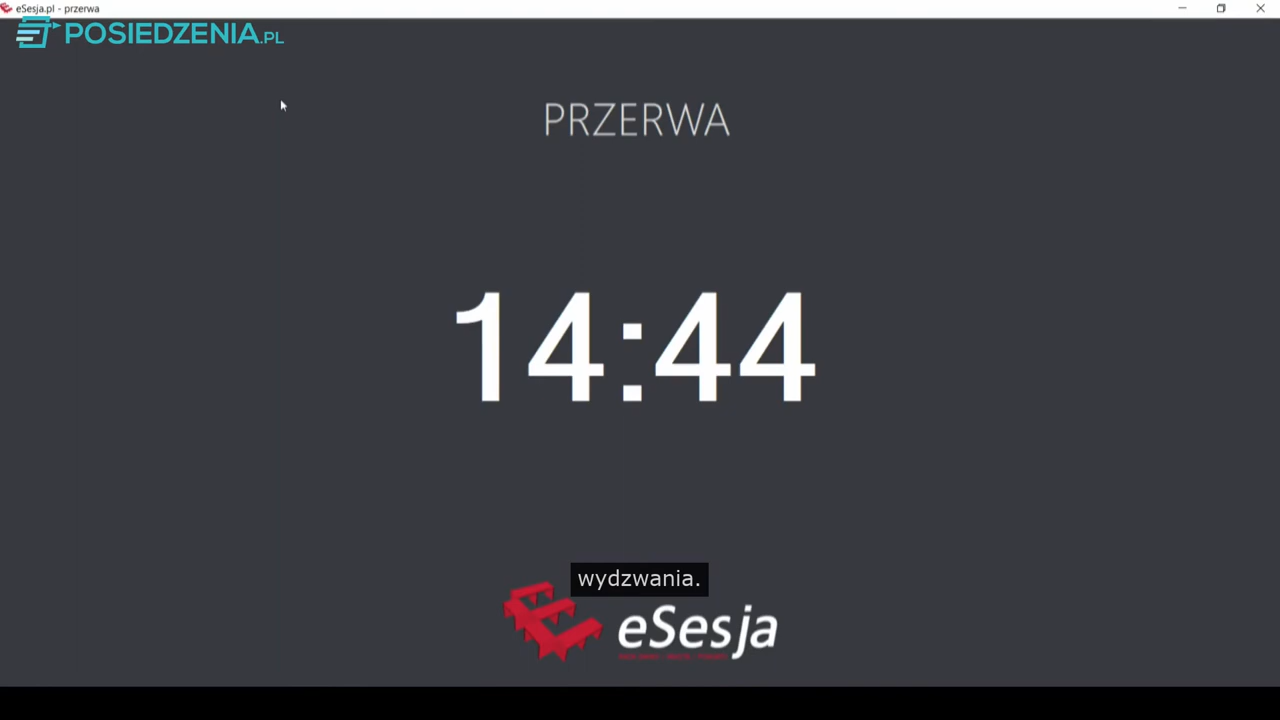 eSesja.pl - przerwa
POSIEDZENIA.PL
PRZERWA
14:44
wydzwania.
eSesja